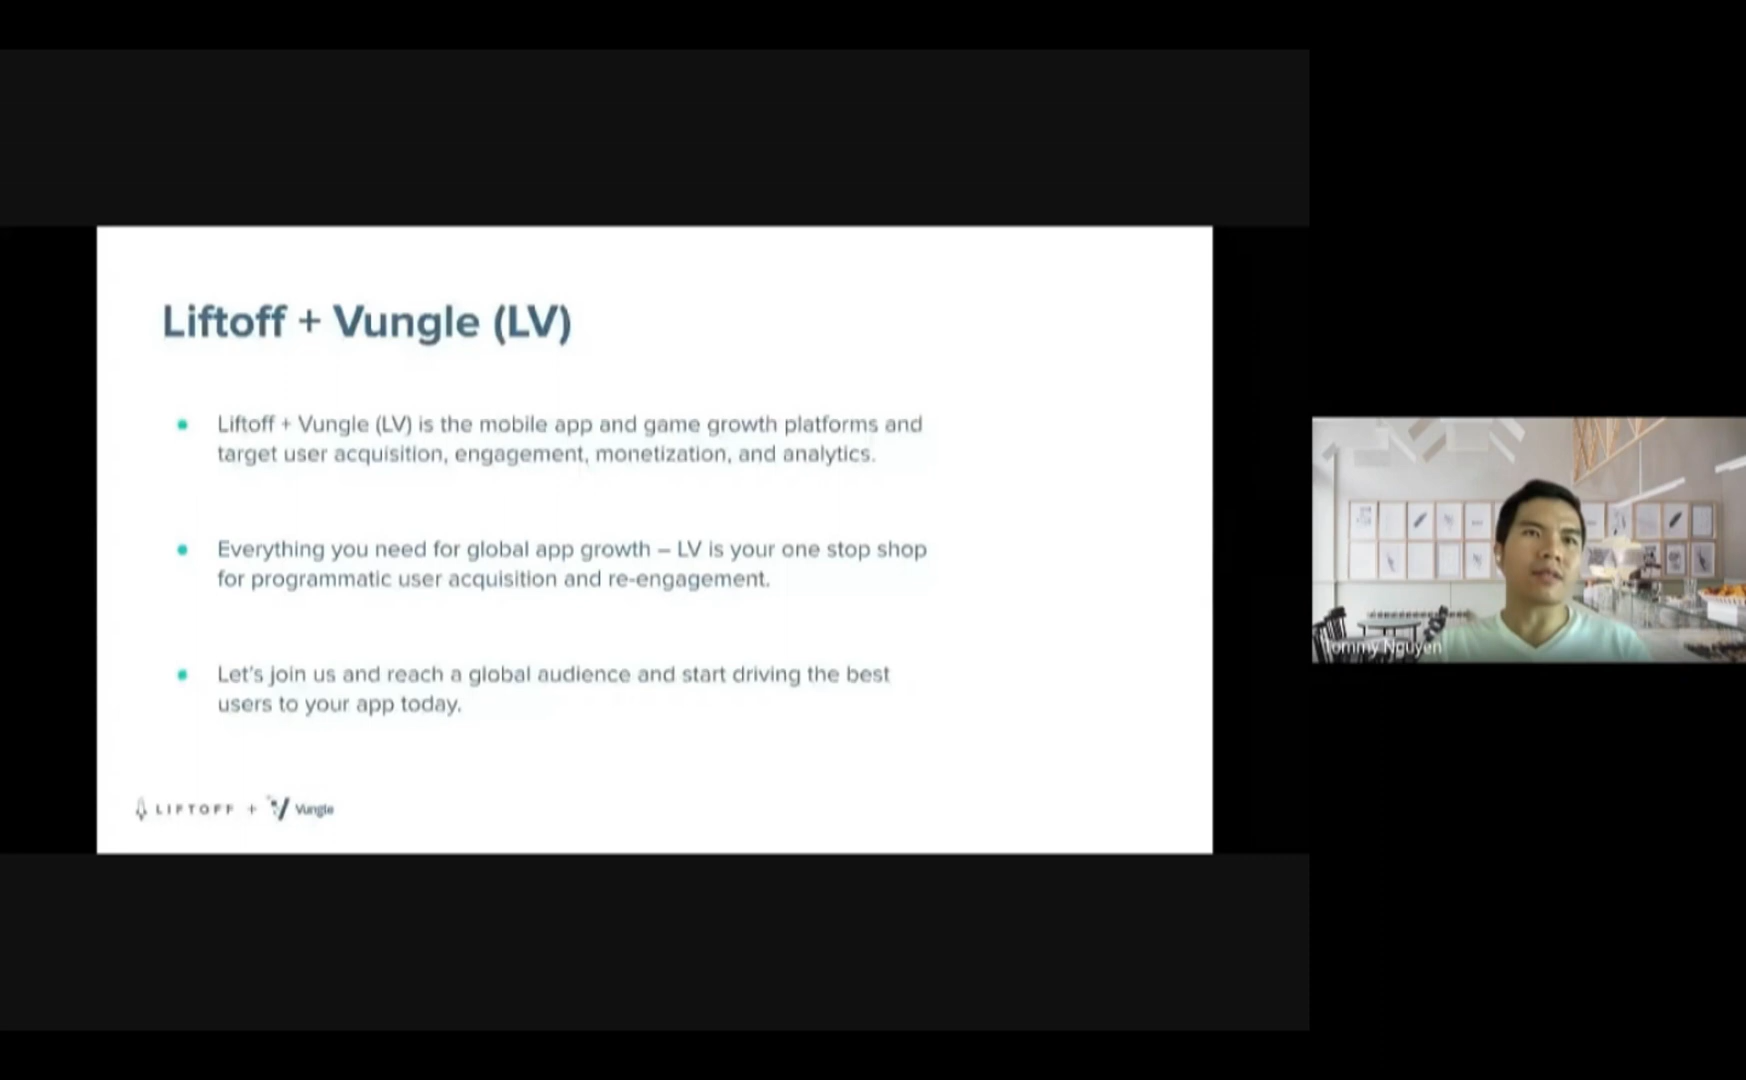 Liftoff + Vungle (LV)
Liftoff + Vungle (LV) is the mobile app and game growth platforms and
target user acquisition, engagement, monetization, and analytics.
Everything you need for global app growth – LV is your one stop shop
for programmatic user acquisition and re-engagement.
Let's join us and reach a global audience and start driving the best
users to your app today.
LIFTOFF + Vungle
Tommy Nguyen